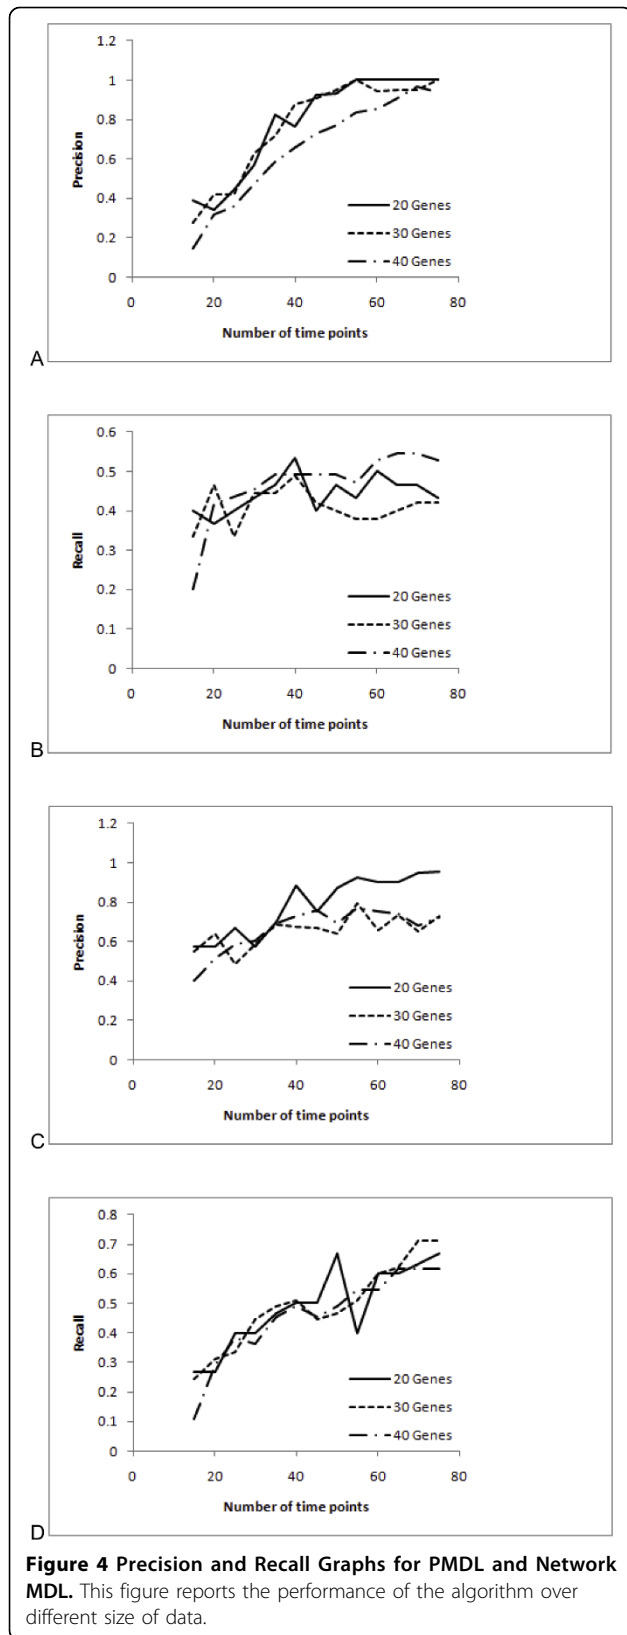 1.2
1
0.8
0.6
0.4
0.2
0
Precision
0 20 40 60 80
Number of time points
20 Genes
30 Genes
40 Genes
A
0.6
0.5
0.4
0.3
0.2
0.1
0
Recall
0 20 40 60 80
Number of time points
20 Genes
30 Genes
40 Genes
B
1.2
1
0.8
0.6
0.4
0.2
0
Precision
0 20 40 60 80
Number of time points
20 Genes
30 Genes
40 Genes
C
0.8
0.7
0.6
0.5
0.4
0.3
0.2
0.1
0
Recall
0 20 40 60 80
Number of time points
20 Genes
30 Genes
40 Genes
D
Figure 4 Precision and Recall Graphs for PMDL and Network
MDL. This figure reports the performance of the algorithm over
different size of data.